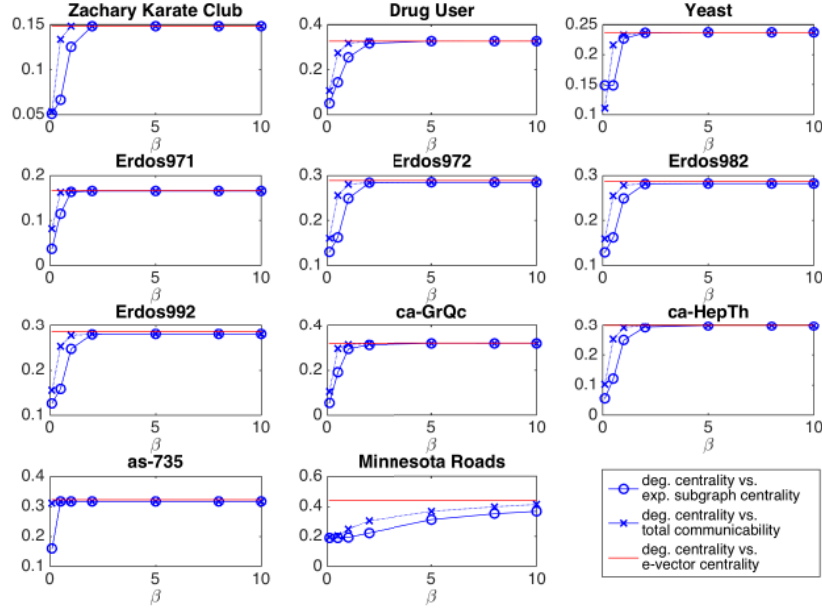 Zachary Karate Club
0.15
0.1
0.05
0 5 10
β
Drug User
0.4
0.2
0
0 5 10
β
Yeast
0.25
0.2
0.15
0.1
0 5 10
β
Erdos971
0.2
0.1
0
0 5 10
β
Erdos972
0.3
0.2
0.1
0 5 10
β
Erdos982
0.3
0.2
0.1
0 5 10
β
Erdos992
0.3
0.2
0.1
0 5 10
β
ca-GrQc
0.4
0.2
0
0 5 10
β
ca-HepTh
0.3
0.2
0.1
0
0 5 10
β
as-735
0.4
0.3
0.2
0.1
0 5 10
β
Minnesota Roads
0.6
0.4
0.2
0
0 5 10
β
deg. centrality vs.
exp. subgraph centrality
deg. centrality vs.
total communicability
deg. centrality vs.
e-vector centrality